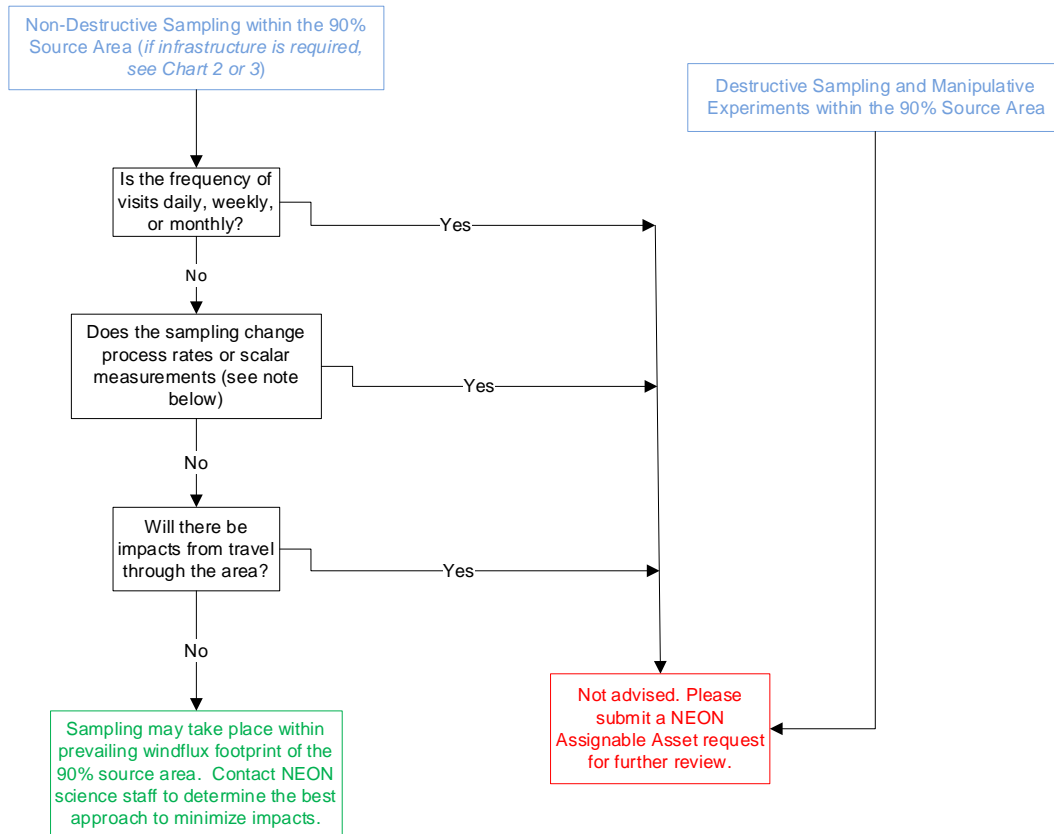 Non-Destructive Sampling within the 90%
Source Area (if infrastructure is required,
see Chart 2 or 3)
Destructive Sampling and Manipulative
Experiments within the 90% Source Area
Is the frequency of
visits daily, weekly,
or monthly?
Yes
No
Does the sampling change
process rates or scalar
measurements (see note
below)
Yes
No
Will there be
impacts from travel
through the area?
Yes
No
Sampling may take place within
prevailing windflux footprint of the
90% source area.  Contact NEON
science staff to determine the best
approach to minimize impacts.
Not advised. Please
submit a NEON
Assignable Asset request
for further review.